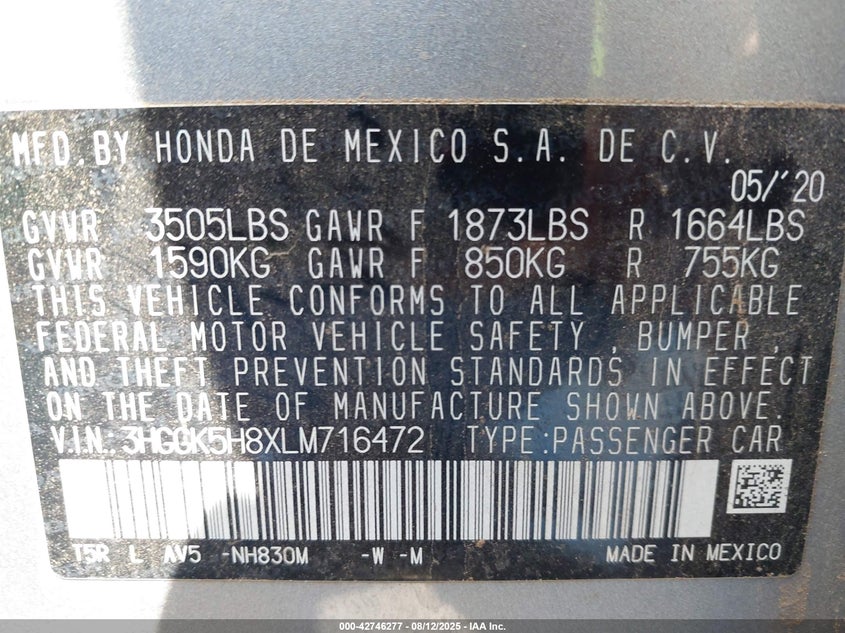 MFD.BY HONDA DE MEXICO S.A. DE C.V.
05/'20
GVWR 3505LBS GAWR F 1873LBS R 1664LBS
GVWR 1590KG GAWR F 850KG R 755KG
THIS VEHICLE CONFORMS TO ALL APPLICABLE
FEDERAL MOTOR VEHICLE SAFETY , BUMPER ,
AND THEFT PREVENTION STANDARDS IN EFFECT
ON THE DATE OF MANUFACTURE SHOWN ABOVE.
V.I.N.:3HGGK5H8XLM716472 TYPE:PASSENGER CAR
T5R L AV5 -NH830M -W -M MADE IN MEXICO
000-42746277 - 08/12/2025 - IAA Inc.